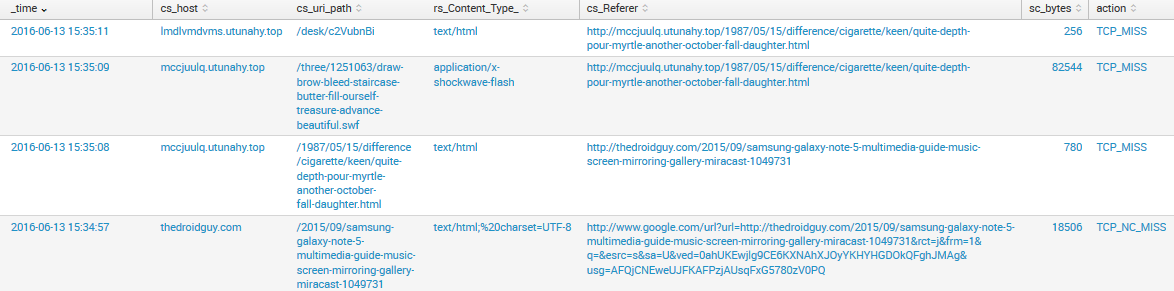 _time cs_host cs_uri_path rs_Content_Type_ cs_Referer sc_bytes action
2016-06-13 15:35:11 lmdlvmdvms.utunahy.top /desk/c2VubnBi text/html http://mccjuulq.utunahy.top/1987/05/15/difference/cigarette/keen/quite-depth- 256 TCP_MISS
pour-myrtle-another-october-fall-daughter.html
2016-06-13 15:35:09 mccjuulq.utunahy.top /three/1251063/draw- application/x- http://mccjuulq.utunahy.top/1987/05/15/difference/cigarette/keen/quite-depth- 82544 TCP_MISS
brow-bleed-staircase- shockwave-flash pour-myrtle-another-october-fall-daughter.html
butter-fill-ourself-
treasure-advance-
beautiful.swf
2016-06-13 15:35:08 mccjuulq.utunahy.top /1987/05/15/difference text/html http://thedroidguy.com/2015/09/samsung-galaxy-note-5-multimedia-guide-music- 780 TCP_MISS
/cigarette/keen/quite- screen-mirroring-gallery-miracast-1049731
depth-pour-myrtle-
another-october-
fall-daughter.html
2016-06-13 15:34:57 thedroidguy.com /2015/09/samsung- text/html;%20charset=UTF-8 http://www.google.com/url?url=http://thedroidguy.com/2015/09/samsung-galaxy-note-5- 18506 TCP_NC_MISS
galaxy-note-5- multimedia-guide-music-screen-mirroring-gallery-miracast-1049731&rct=j&frm=1&
multimedia-guide-music- q=&esrc=s&sa=U&ved=0ahUKEwjlg9CE6KXNAhXJOyYKHYHGDOkQFghJMAg&
screen-mirroring-gallery- usg=AFQjCNEweUJFKAFPzjAUsqFxG5780zV0PQ
miracast-1049731